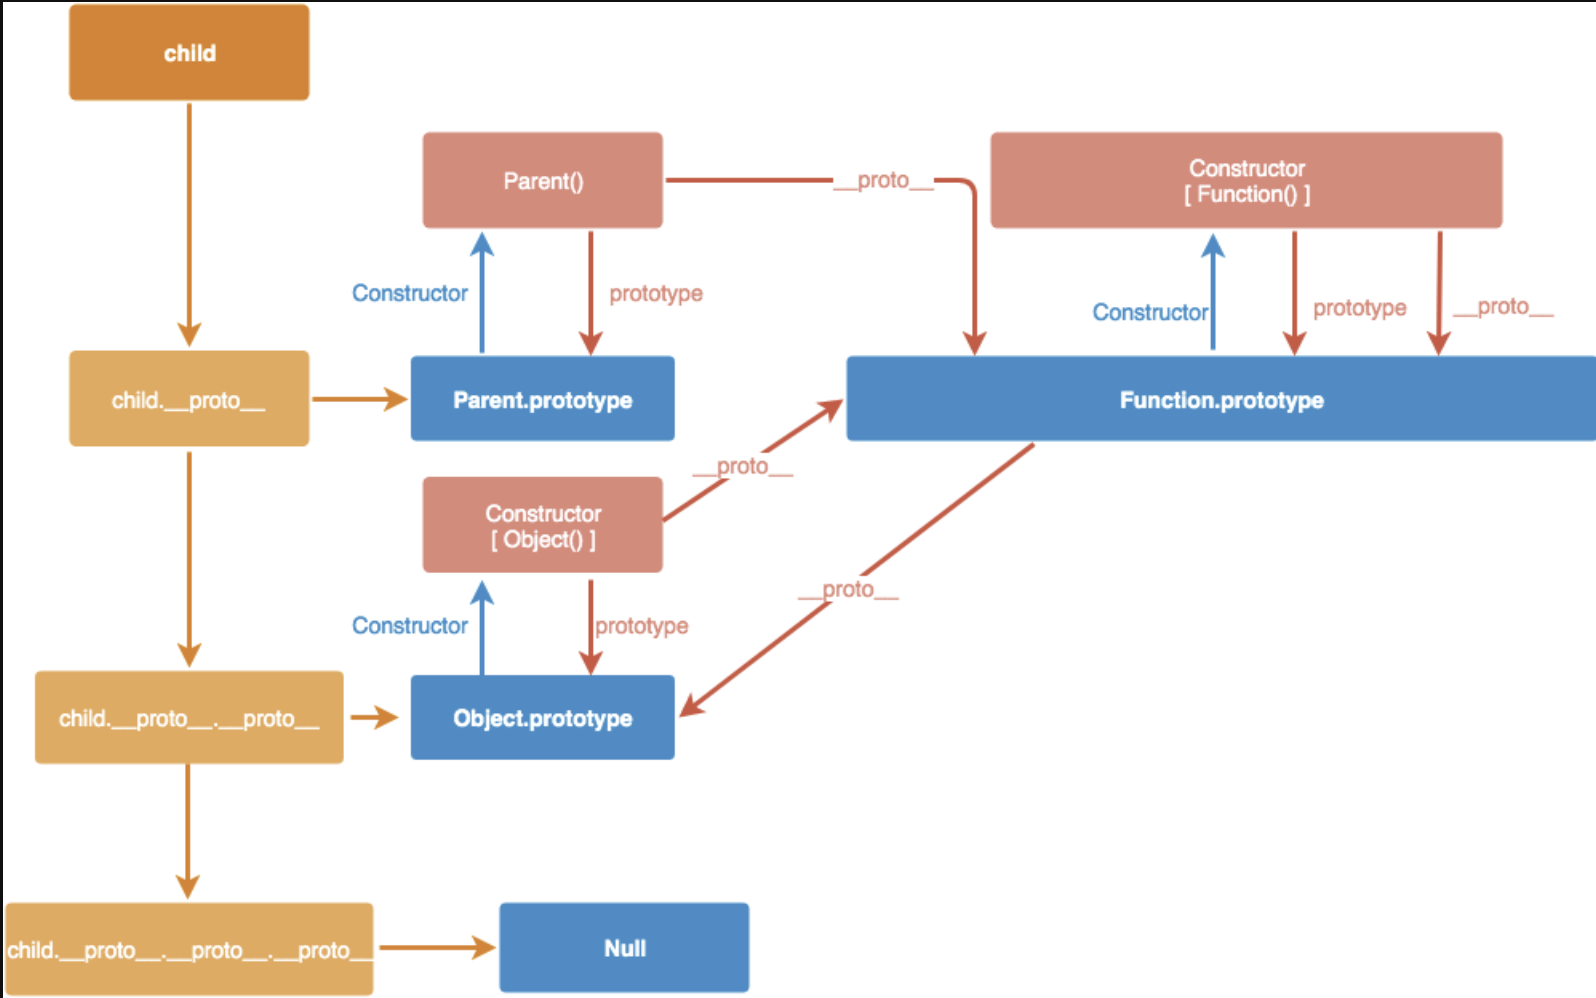 child
Parent()
__proto__
Constructor
[ Function() ]
Constructor
prototype
Constructor
prototype
__proto__
child.__proto__
Parent.prototype
Function.prototype
__proto__
Constructor
[ Object() ]
__proto__
Constructor
prototype
child.__proto__.__proto__
Object.prototype
child.__proto__.__proto__.__proto__
Null